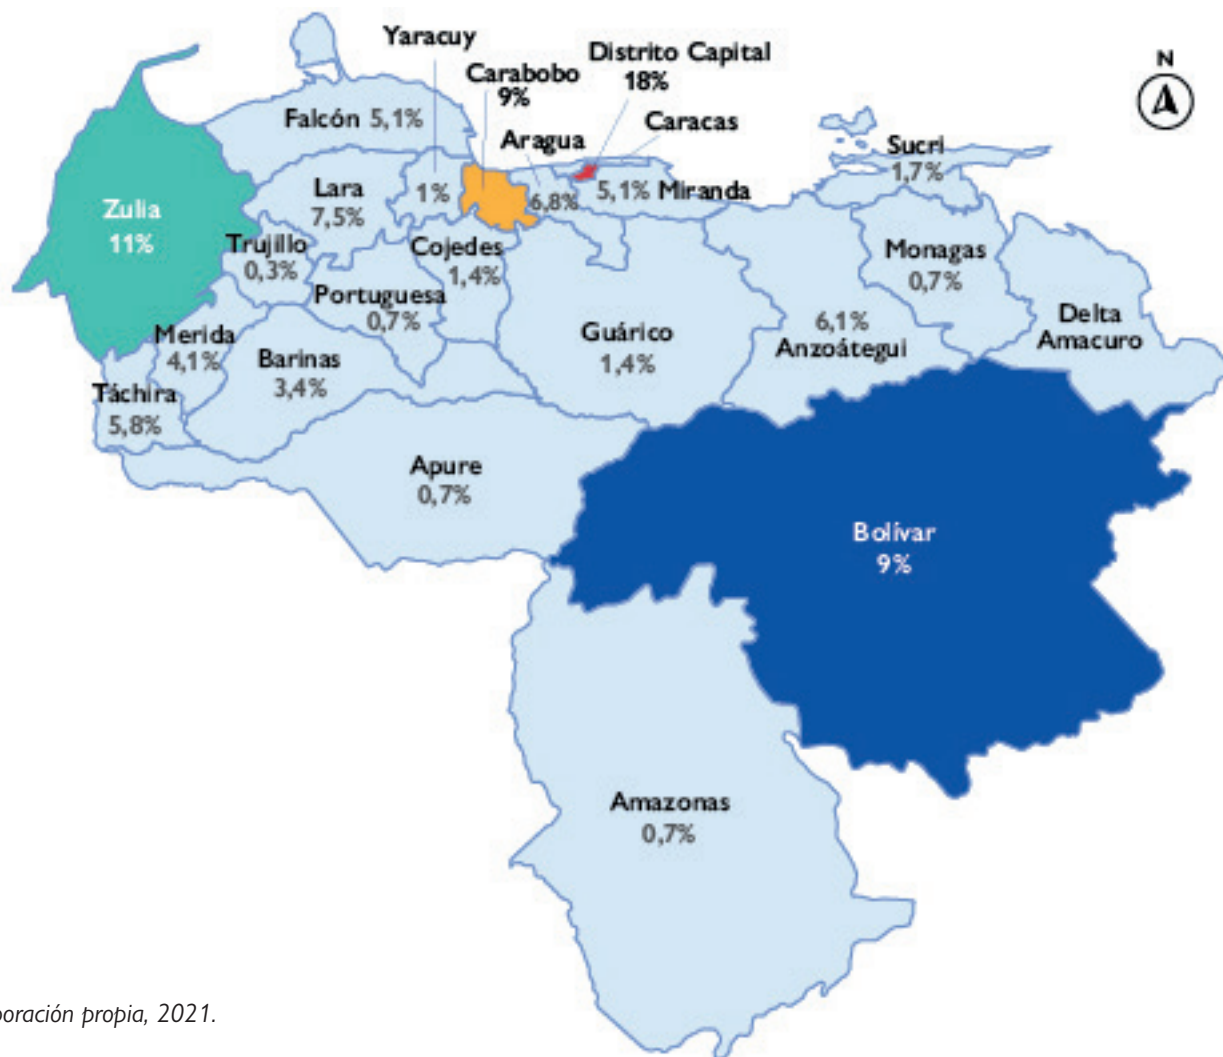 Yaracuy
Distrito Capital
18%
N
Carabobo
9%
Falcón 5,1%
Aragua
Caracas
Sucri
1,7%
Lara
7,5%
1%
6,8%
5,1% Miranda
Zulia
11%
Trujillo
0,3%
Cojedes
1,4%
Monagas
0,7%
Portuguesa
0,7%
Guárico
1,4%
6,1%
Anzoátegui
Delta
Amacuro
Merida
4,1%
Barinas
3,4%
Táchira
5,8%
Apure
0,7%
Bolívar
9%
Amazonas
0,7%
oración propia, 2021.